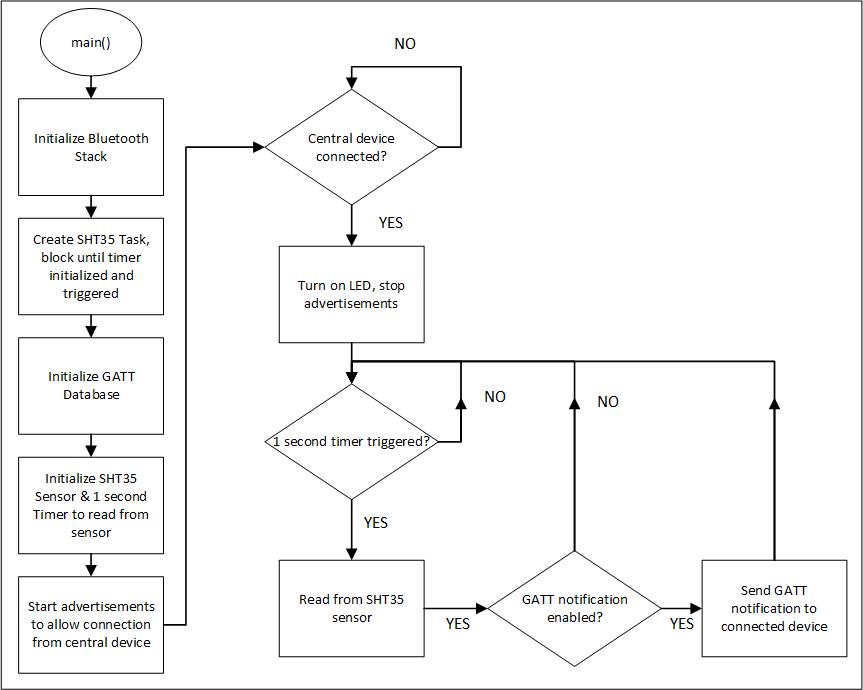 main()
Initialize Bluetooth
Stack
Create SHT35 Task,
block until timer
initialized and
triggered
Initialize GATT
Database
Initialize SHT35
Sensor & 1 second
Timer to read from
sensor
Start advertisements
to allow connection
from central device
NO
Central device
connected?
YES
Turn on LED, stop
advertisements
1 second timer triggered?
NO
YES
Read from SHT35
sensor
YES
GATT notification
enabled?
NO
YES
Send GATT
notification to
connected device